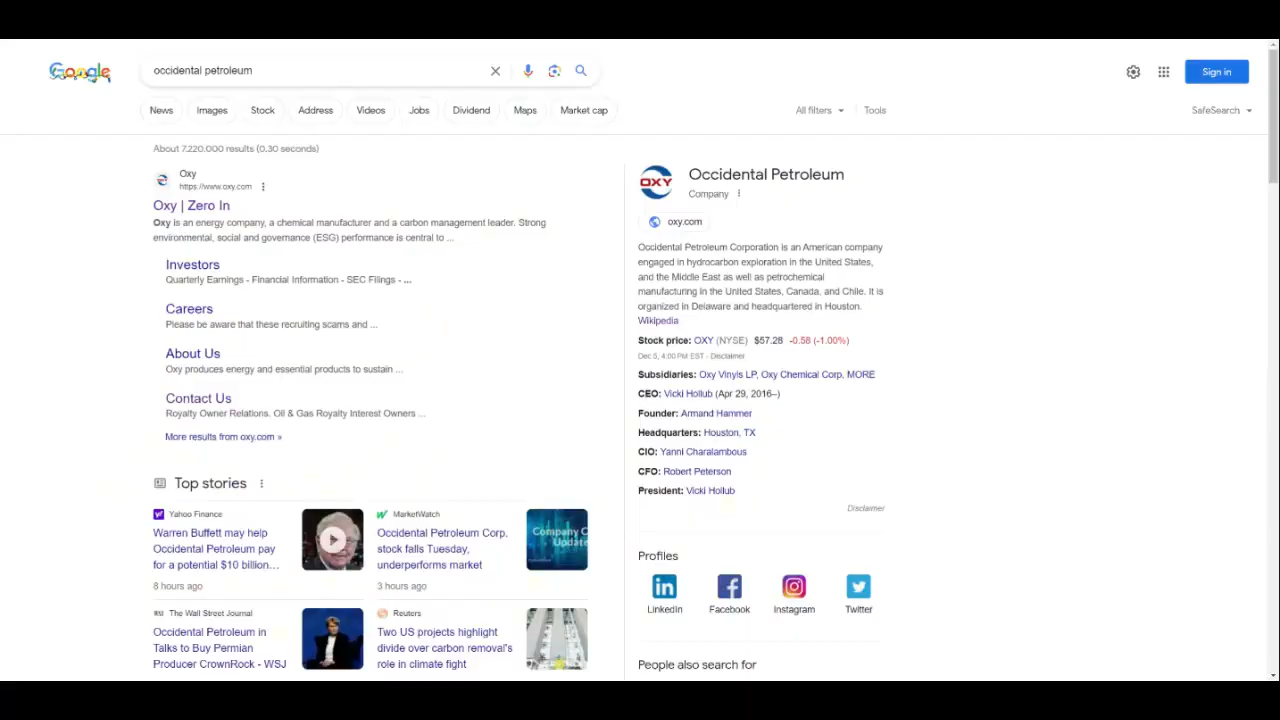 Google
occidental petroleum
Sign in
News Images Stock Address Videos Jobs Dividend Maps Market cap
All filters Tools SafeSearch
About 7,220,000 results (0.30 seconds)
Oxy
https://www.oxy.com
Oxy | Zero In
Oxy is an energy company, a chemical manufacturer and a carbon management leader. Strong
environmental, social and governance (ESG) performance is central to ...
Investors
Quarterly Earnings - Financial Information - SEC Filings - ...
Careers
Please be aware that these recruiting scams and ...
About Us
Oxy produces energy and essential products to sustain ...
Contact Us
Royalty Owner Relations. Oil & Gas Royalty Interest Owners ...
More results from oxy.com »
Top stories
Yahoo Finance
Warren Buffett may help
Occidental Petroleum pay
for a potential $10 billion…
8 hours ago
MarketWatch
Occidental Petroleum Corp.
stock falls Tuesday,
underperforms market
3 hours ago
Company C
Update
WSJ The Wall Street Journal
Occidental Petroleum in
Talks to Buy Permian
Producer CrownRock - WSJ
Reuters
Two US projects highlight
divide over carbon removal's
role in climate fight
OXY
Occidental Petroleum
Company
oxy.com
Occidental Petroleum Corporation is an American company
engaged in hydrocarbon exploration in the United States,
and the Middle East as well as petrochemical
manufacturing in the United States, Canada, and Chile. It is
organized in Delaware and headquartered in Houston.
Wikipedia
Stock price: OXY (NYSE) $57.28 -0.58 (-1.00%)
Dec 5, 4:00 PM EST - Disclaimer
Subsidiaries: Oxy Vinyls LP, Oxy Chemical Corp, MORE
CEO: Vicki Hollub (Apr 29, 2016–)
Founder: Armand Hammer
Headquarters: Houston, TX
CIO: Yanni Charalambous
CFO: Robert Peterson
President: Vicki Hollub
Disclaimer
Profiles
LinkedIn Facebook Instagram Twitter
People also search for